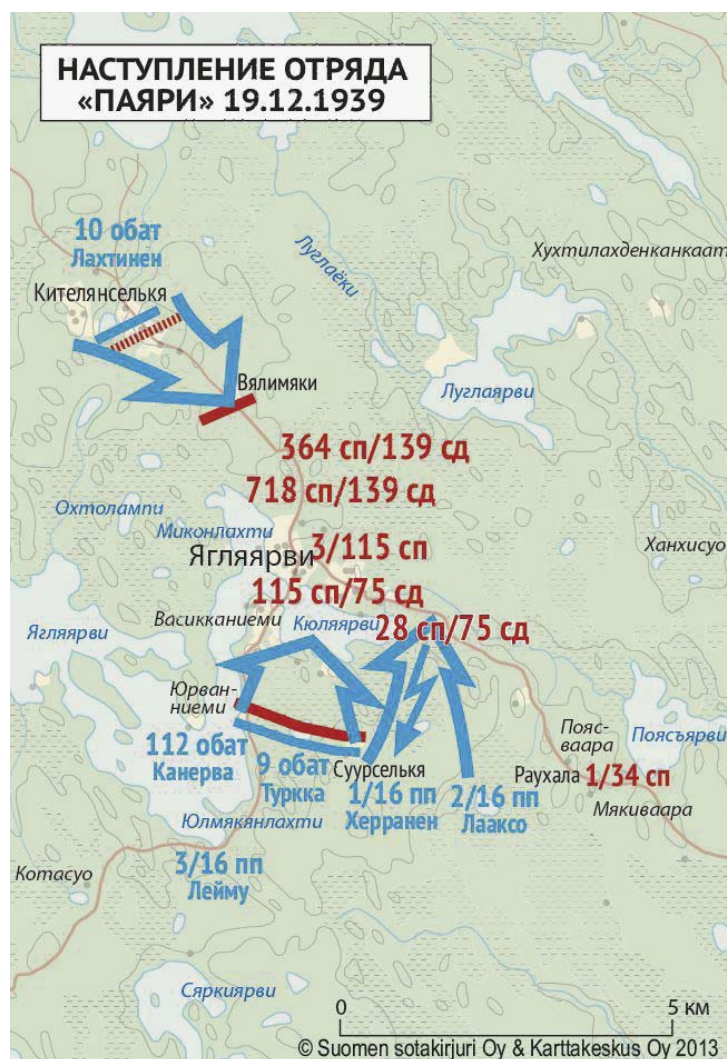 НАСТУПЛЕНИЕ ОТРЯДА
«ПАЯРИ» 19.12.1939
10 обат
Лахтинен
Кителянселькя
Луглаёки
Хухтилахденканкаат
Вялимяки
Луглаярви
364 сп/139 сд
718 сп/139 сд
Охтолампи
Миконлахти
Ягляярви
3/115 сп
Ханхисуо
115 сп/75 сд
Васикканиеми
Кюляярви
28 сп/75 сд
Ягляярви
Юрван-
ниеми
112 обат
Канерва
9 обат
Туркка
Суурселькя
1/16 пп
Херранен
2/16 пп
Лааксо
Пояс-
ваара
Поясъярви
Раухала
1/34 сп
Мякиваара
Юлмякянлахти
3/16 пп
Лейму
Котасуо
Сяркиярви
0
5 км
© Suomen sotakirjuri Oy & Karttakeskus Oy 2013